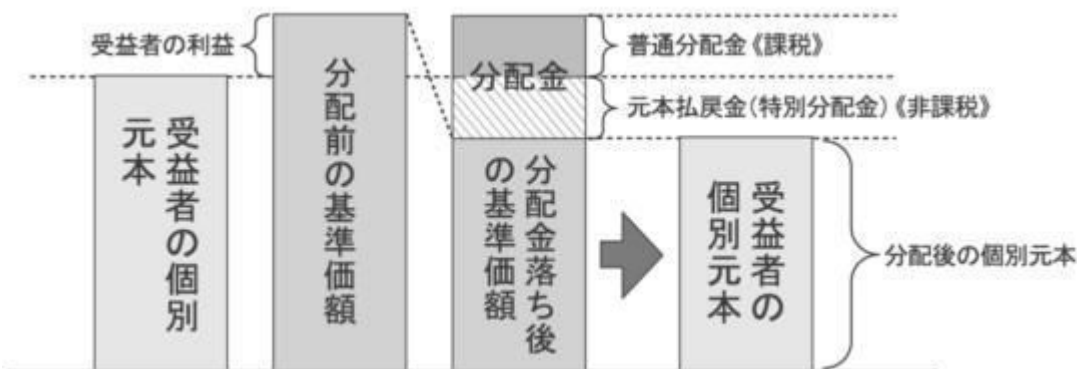 受益者の利益
受益者の個別
元本
分配前の基準価額
分配金
分配金落ち後
の基準価額
普通分配金《課税》
元本払戻金(特別分配金)《非課税》
受益者の
個別元本
分配後の個別元本